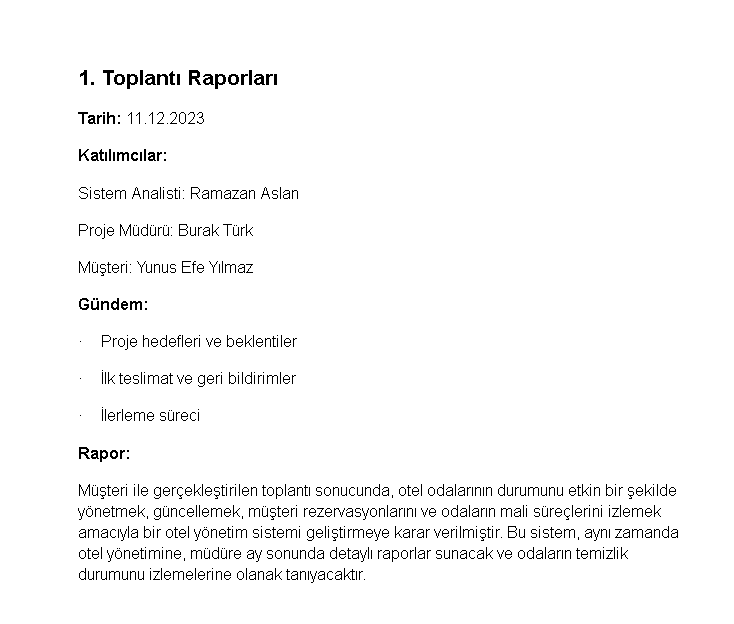 1. Toplantı Raporları
Tarih: 11.12.2023
Katılımcılar:
Sistem Analisti: Ramazan Aslan
Proje Müdürü: Burak Türk
Müşteri: Yunus Efe Yılmaz
Gündem:
· Proje hedefleri ve beklentiler
· İlk teslimat ve geri bildirimler
· İlerleme süreci
Rapor:
Müşteri ile gerçekleştirilen toplantı sonucunda, otel odalarının durumunu etkin bir şekilde
yönetmek, güncellemek, müşteri rezervasyonlarını ve odaların mali süreçlerini izlemek
amacıyla bir otel yönetim sistemi geliştirmeye karar verilmiştir. Bu sistem, aynı zamanda
otel yönetimine, müdüre ay sonunda detaylı raporlar sunacak ve odaların temizlik
durumunu izlemelerine olanak tanıyacaktır.